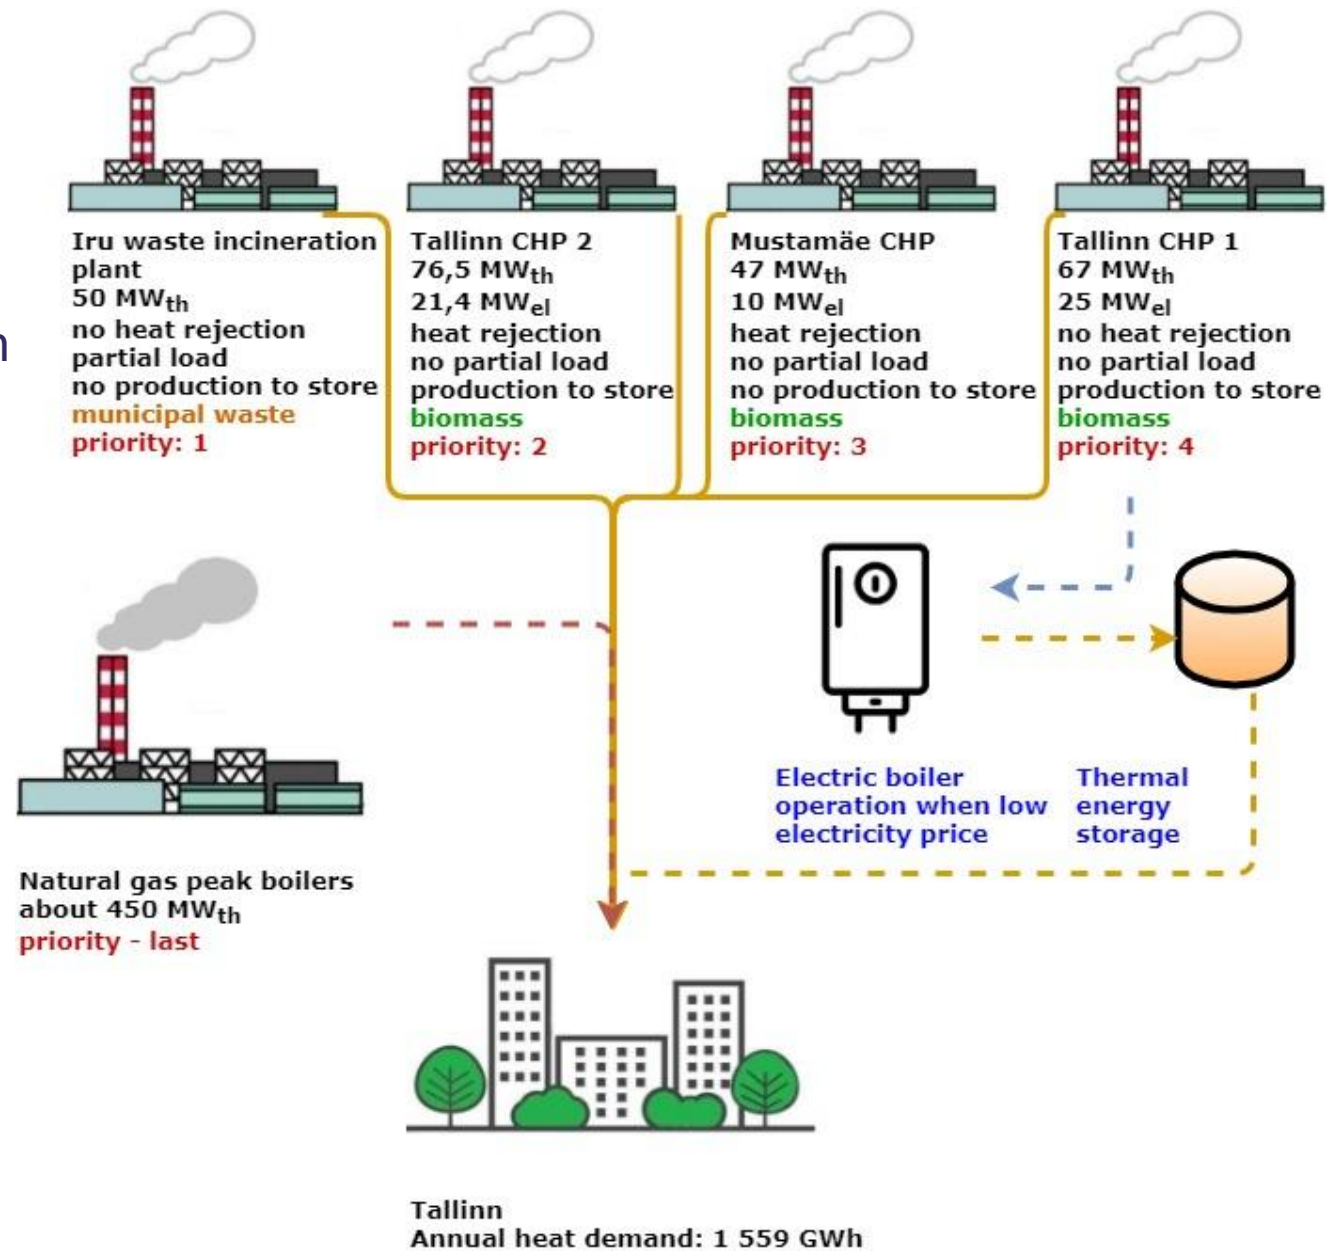 Iru waste incineration
plant
50 MWth
no heat rejection
partial load
no production to store
municipal waste
priority: 1
Tallinn CHP 2
76,5 MWth
21,4 MWel
heat rejection
no partial load
production to store
biomass
priority: 2
Mustamäe CHP
47 MWth
10 MWel
heat rejection
no partial load
no production to store
biomass
priority: 3
Tallinn CHP 1
67 MWth
25 MWel
no heat rejection
no partial load
production to store
biomass
priority: 4
Natural gas peak boilers
about 450 MWth
priority - last
Electric boiler
operation when low
electricity price
Thermal
energy
storage
Tallinn
Annual heat demand: 1 559 GWh